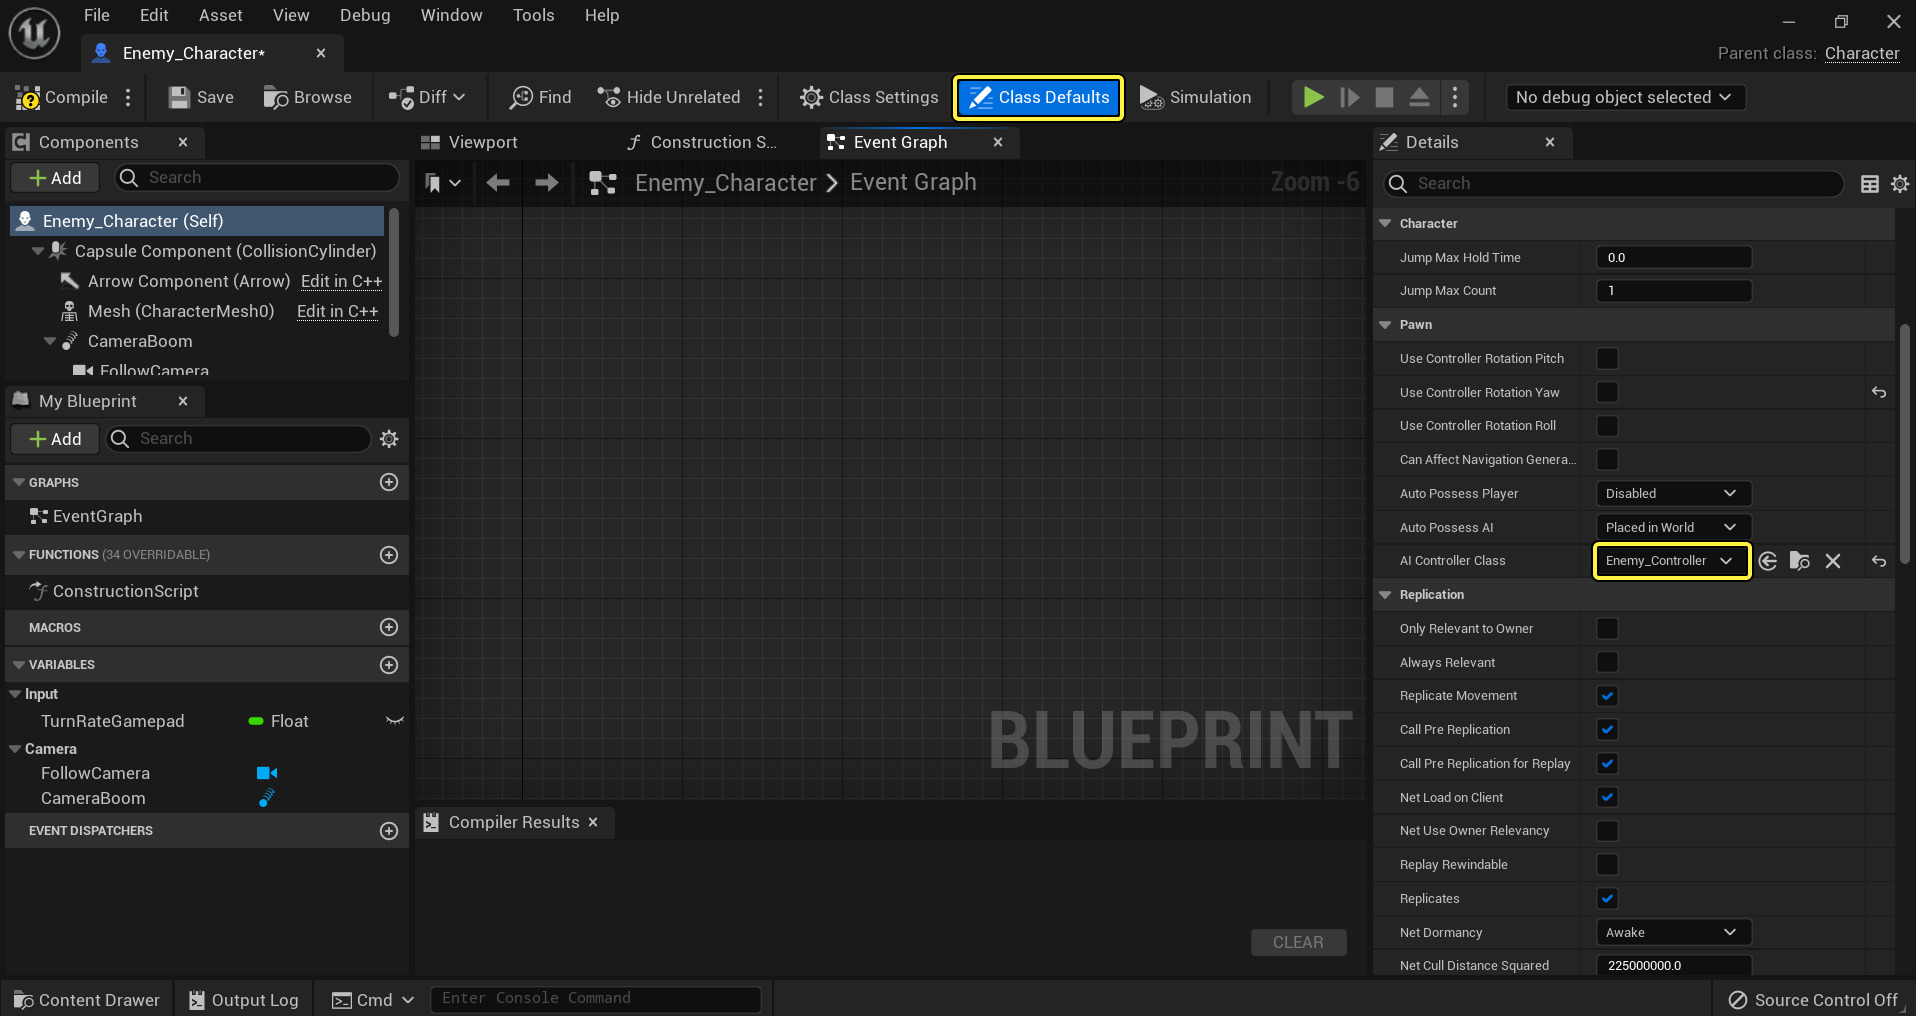 File Edit Asset View Debug Window Tools Help
Enemy_Character*
Parent class: Character
Compile Save Browse Diff Find Hide Unrelated Class Settings Class Defaults Simulation No debug object selected
Components
Add Search
Enemy_Character (Self)
Capsule Component (CollisionCylinder)
Arrow Component (Arrow) Edit in C++
Mesh (CharacterMesh0) Edit in C++
CameraBoom
FollowCamera
My Blueprint
Add Search
GRAPHS
EventGraph
FUNCTIONS (34 OVERRIDABLE)
ConstructionScript
MACROS
VARIABLES
Input
TurnRateGamepad Float
Camera
FollowCamera
CameraBoom
EVENT DISPATCHERS
Viewport Construction S... Event Graph
Enemy_Character > Event Graph Zoom -6
BLUEPRINT
Compiler Results
CLEAR
Details
Search
Character
Jump Max Hold Time 0.0
Jump Max Count 1
Pawn
Use Controller Rotation Pitch
Use Controller Rotation Yaw
Use Controller Rotation Roll
Can Affect Navigation Genera...
Auto Possess Player Disabled
Auto Possess AI Placed in World
AI Controller Class Enemy_Controller
Replication
Only Relevant to Owner
Always Relevant
Replicate Movement
Call Pre Replication
Call Pre Replication for Replay
Net Load on Client
Net Use Owner Relevancy
Replay Rewindable
Replicates
Net Dormancy Awake
Net Cull Distance Squared 225000000.0
Content Drawer Output Log Cmd Enter Console Command Source Control Off